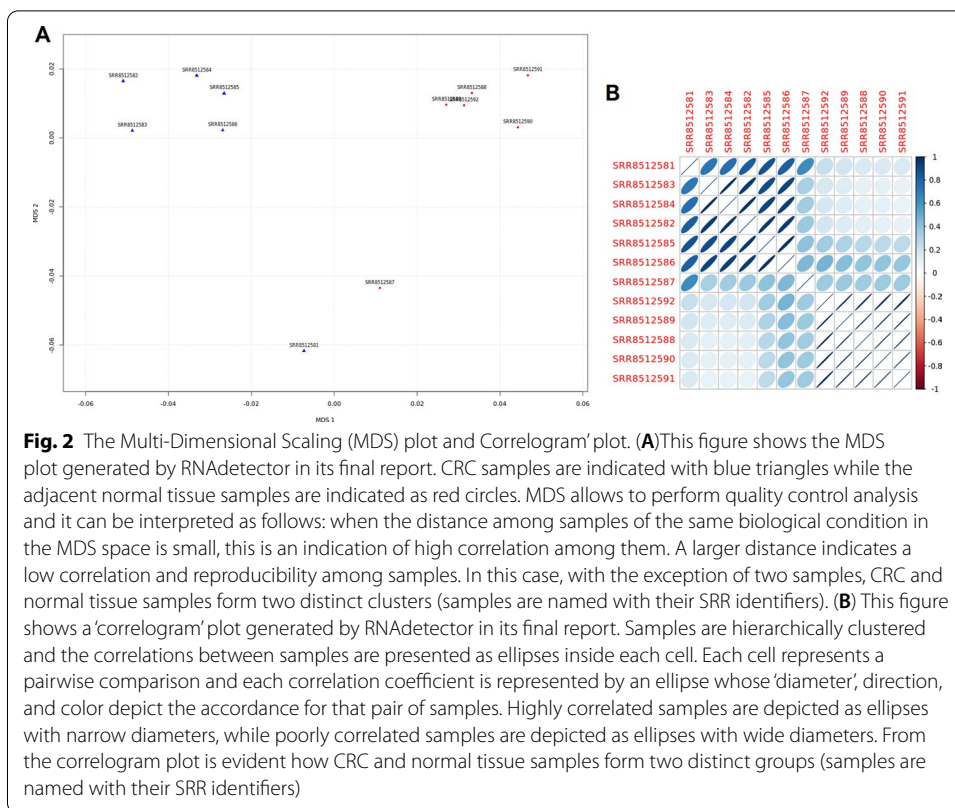 A
0.02
0.00
-0.02
-0.04
-0.06
MDS 2
SRR8512582
SRR8512584
SRR8512585
SRR8512583
SRR8512586
SRR8512591
SRR8512588
SRR8512592
SRR8512590
SRR8512587
SRR8512581
-0.06
-0.04
-0.02
0.00
0.02
0.04
0.06
MDS 1
B
SRR8512581
SRR8512583
SRR8512584
SRR8512582
SRR8512585
SRR8512586
SRR8512587
SRR8512592
SRR8512589
SRR8512588
SRR8512590
SRR8512591
SRR8512581
SRR8512583
SRR8512584
SRR8512582
SRR8512585
SRR8512586
SRR8512587
SRR8512592
SRR8512589
SRR8512588
SRR8512590
SRR8512591
1
0.8
0.6
0.4
0.2
0
-0.2
-0.4
-0.6
-0.8
-1
Fig. 2 The Multi-Dimensional Scaling (MDS) plot and Correlogram’ plot. (A)This figure shows the MDS
plot generated by RNAdetector in its final report. CRC samples are indicated with blue triangles while the
adjacent normal tissue samples are indicated as red circles. MDS allows to perform quality control analysis
and it can be interpreted as follows: when the distance among samples of the same biological condition in
the MDS space is small, this is an indication of high correlation among them. A larger distance indicates a
low correlation and reproducibility among samples. In this case, with the exception of two samples, CRC and
normal tissue samples form two distinct clusters (samples are named with their SRR identifiers). (B) This figure
shows a ‘correlogram’ plot generated by RNAdetector in its final report. Samples are hierarchically clustered
and the correlations between samples are presented as ellipses inside each cell. Each cell represents a
pairwise comparison and each correlation coefficient is represented by an ellipse whose ‘diameter’, direction,
and color depict the accordance for that pair of samples. Highly correlated samples are depicted as ellipses
with narrow diameters, while poorly correlated samples are depicted as ellipses with wide diameters. From
the correlogram plot is evident how CRC and normal tissue samples form two distinct groups (samples are
named with their SRR identifiers)